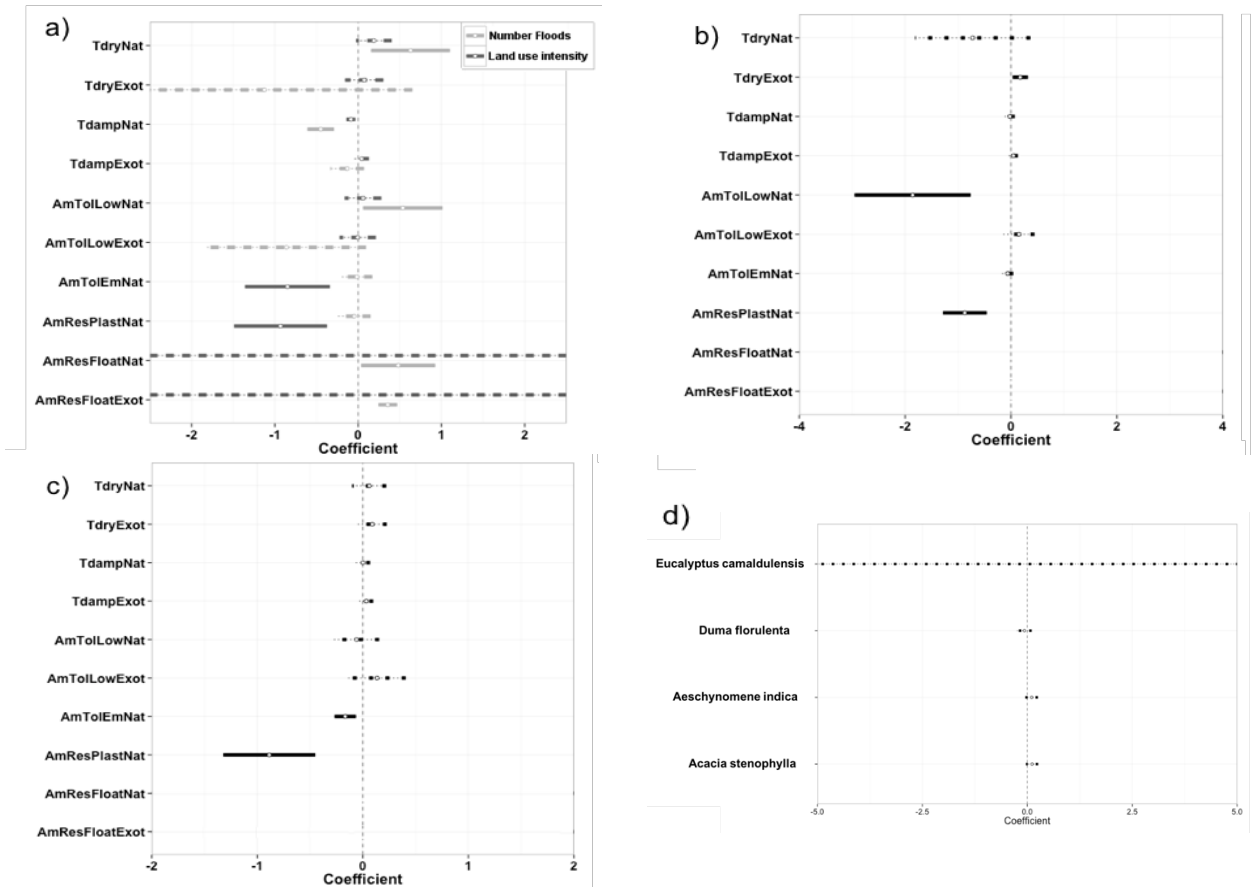 a)
Number Floods
Land use intensity
TdryNat
TdryExot
TdampNat
TdampExot
AmTolLowNat
AmTolLowExot
AmTolEmNat
AmResPlastNat
AmResFloatNat
AmResFloatExot
-2 -1 0 1 2
Coefficient
b)
TdryNat
TdryExot
TdampNat
TdampExot
AmTolLowNat
AmTolLowExot
AmTolEmNat
AmResPlastNat
AmResFloatNat
AmResFloatExot
-4 -2 0 2 4
Coefficient
c)
TdryNat
TdryExot
TdampNat
TdampExot
AmTolLowNat
AmTolLowExot
AmTolEmNat
AmResPlastNat
AmResFloatNat
AmResFloatExot
-2 -1 0 1 2
Coefficient
d)
Eucalyptus camaldulensis
Duma florulenta
Aeschynomene indica
Acacia stenophylla
-5.0 -2.5 0.0 2.5 5.0
Coefficient